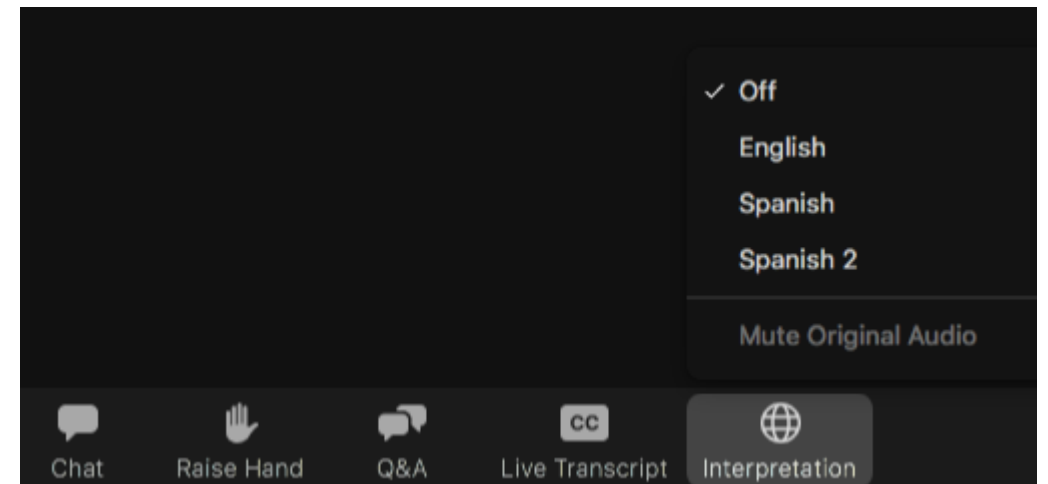 Off
English
Spanish
Spanish 2
Mute Original Audio
CC
Chat Raise Hand Q&A Live Transcript Interpretation